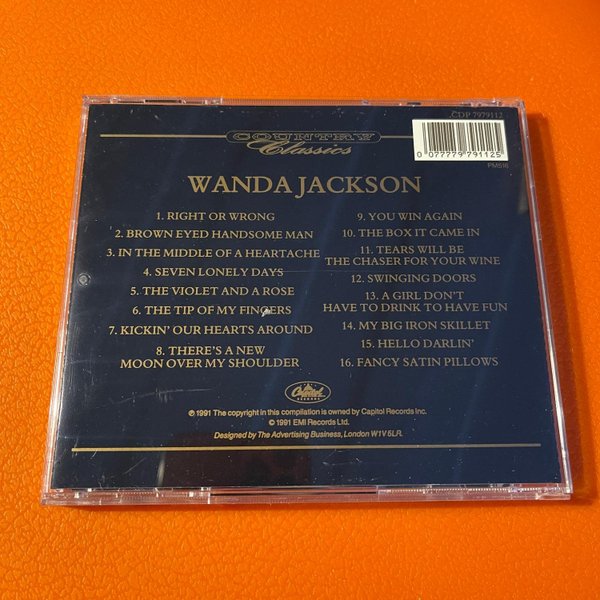 COUNTRY
Classics
CDP 7979112
0 077779 791125
PM516
WANDA JACKSON
1. RIGHT OR WRONG
2. BROWN EYED HANDSOME MAN
3. IN THE MIDDLE OF A HEARTACHE
4. SEVEN LONELY DAYS
5. THE VIOLET AND A ROSE
6. THE TIP OF MY FINGERS
7. KICKIN' OUR HEARTS AROUND
8. THERE'S A NEW
MOON OVER MY SHOULDER
9. YOU WIN AGAIN
10. THE BOX IT CAME IN
11. TEARS WILL BE
THE CHASER FOR YOUR WINE
12. SWINGING DOORS
13. A GIRL DON'T
HAVE TO DRINK TO HAVE FUN
14. MY BIG IRON SKILLET
15. HELLO DARLIN'
16. FANCY SATIN PILLOWS
Capitol
RECORDS
℗ 1991 The copyright in this compilation is owned by Capitol Records Inc.
© 1991 EMI Records Ltd.
Designed by The Advertising Business, London W1V 5LR.